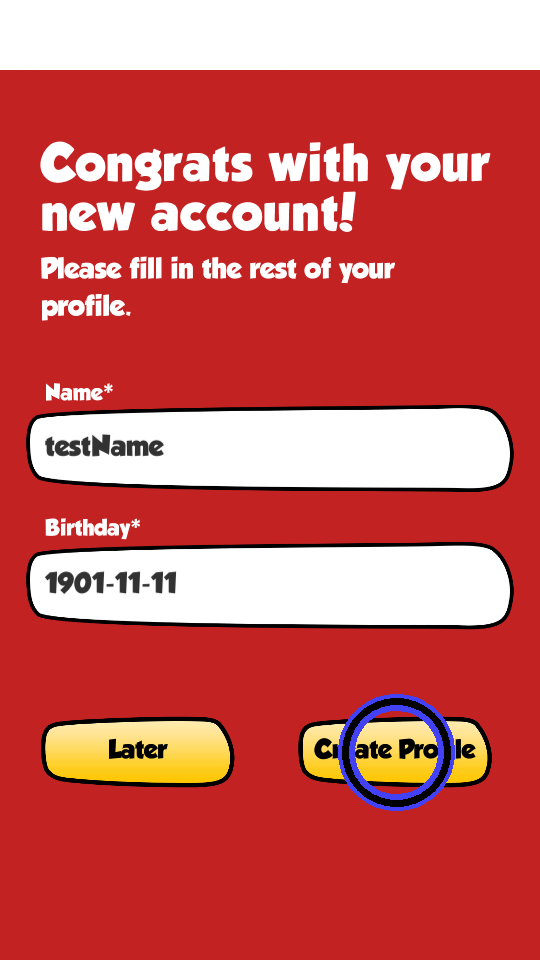 Congrats with your
new account!
Please fill in the rest of your
profile.
Name*
testName
Birthday*
1901-11-11
Later
Create Profile